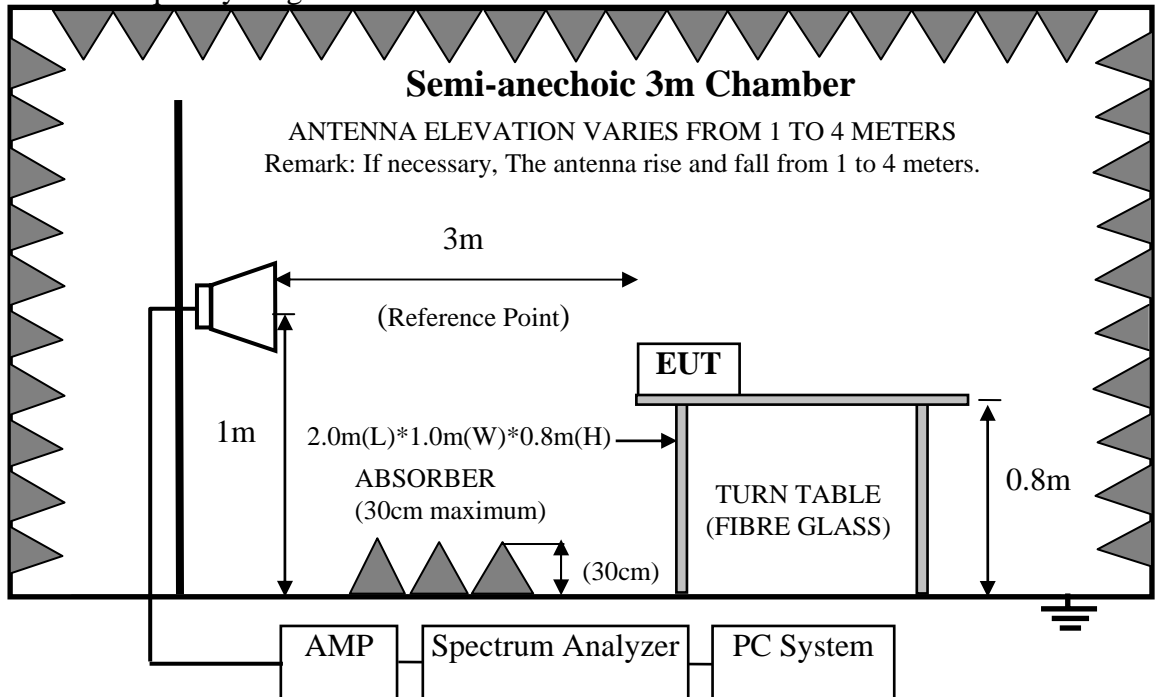 Semi-anechoic 3m Chamber
ANTENNA ELEVATION VARIES FROM 1 TO 4 METERS
Remark: If necessary, The antenna rise and fall from 1 to 4 meters.
3m
(Reference Point)
EUT
1m
2.0m(L)*1.0m(W)*0.8m(H)
ABSORBER
(30cm maximum)
TURN TABLE
(FIBRE GLASS)
0.8m
(30cm)
AMP
Spectrum Analyzer
PC System